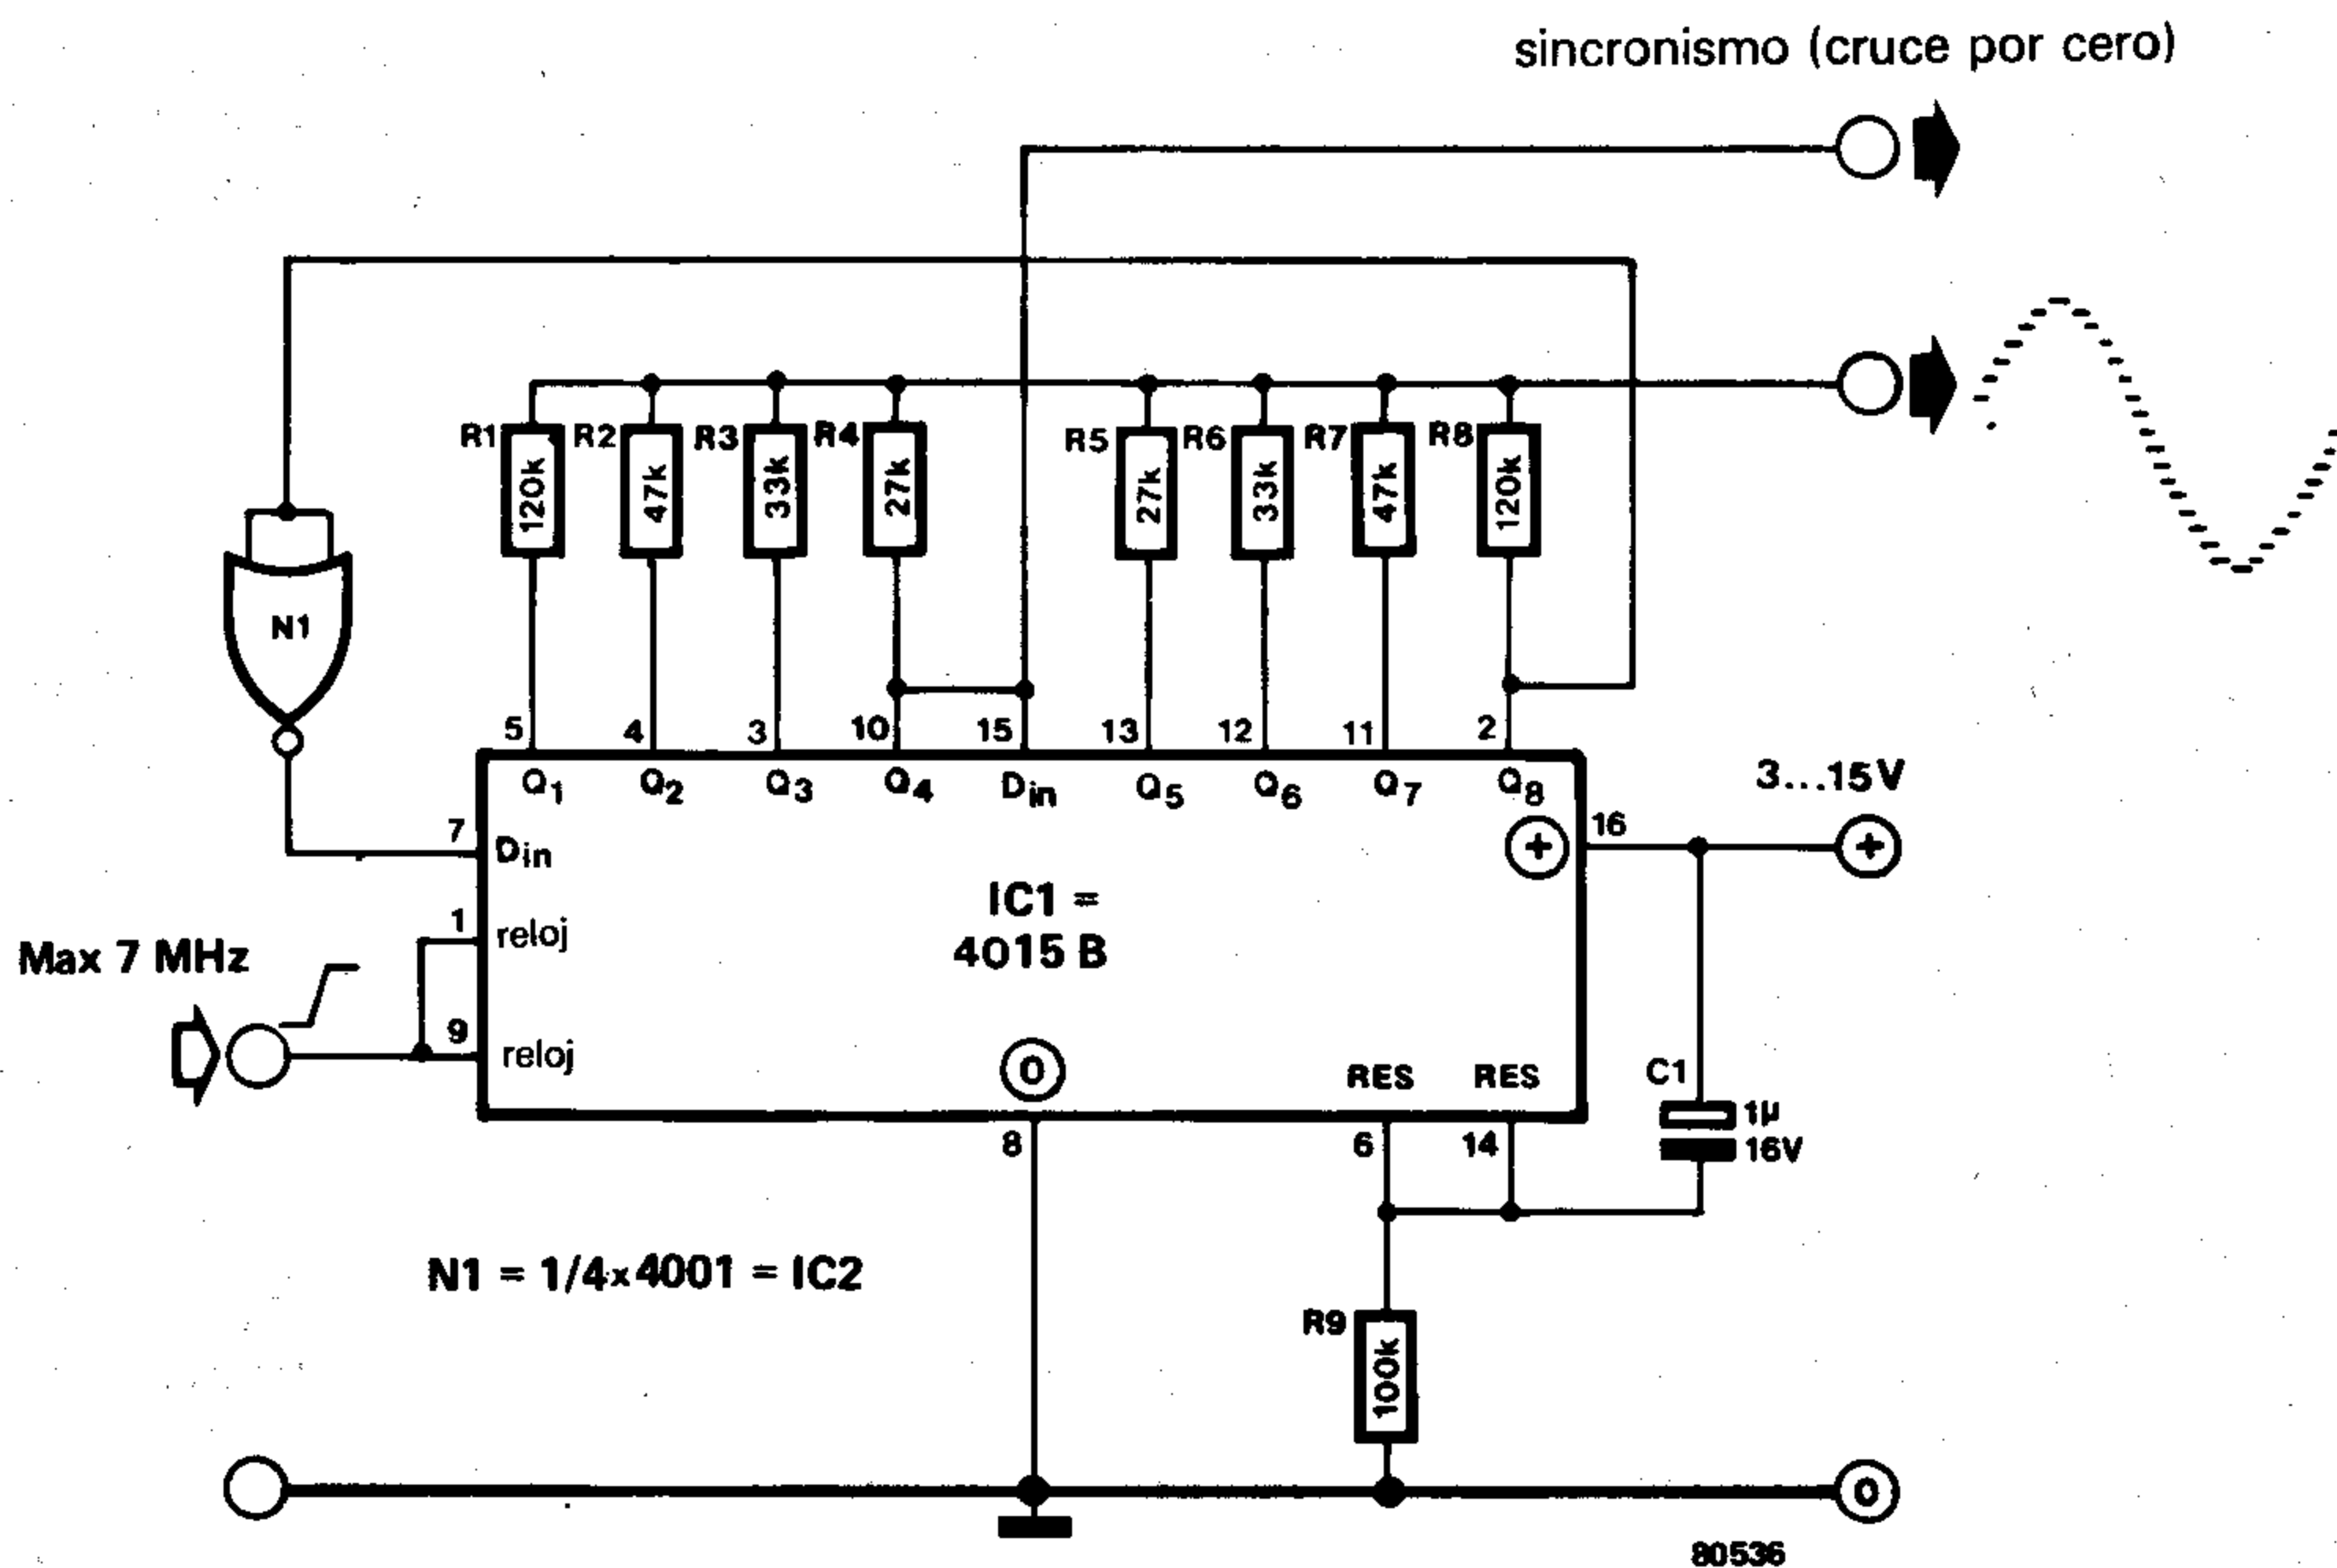 sincronismo (cruce por cero)
R1 R2 R3 R4 R5 R6 R7 R8
120k 47k 33k 27k 27k 33k 47k 120k
N1
5 4 3 10 15 13 12 11 2
Q1 Q2 Q3 Q4 Din Q5 Q6 Q7 Q8
3...15V
7 Din
+ 16 +
IC1 =
4015 B
1 reloj
Max 7 MHz
9 reloj
0
RES RES
C1
1µ
16V
8 6 14
N1 = 1/4x4001 = IC2
R9
100k
0
80536